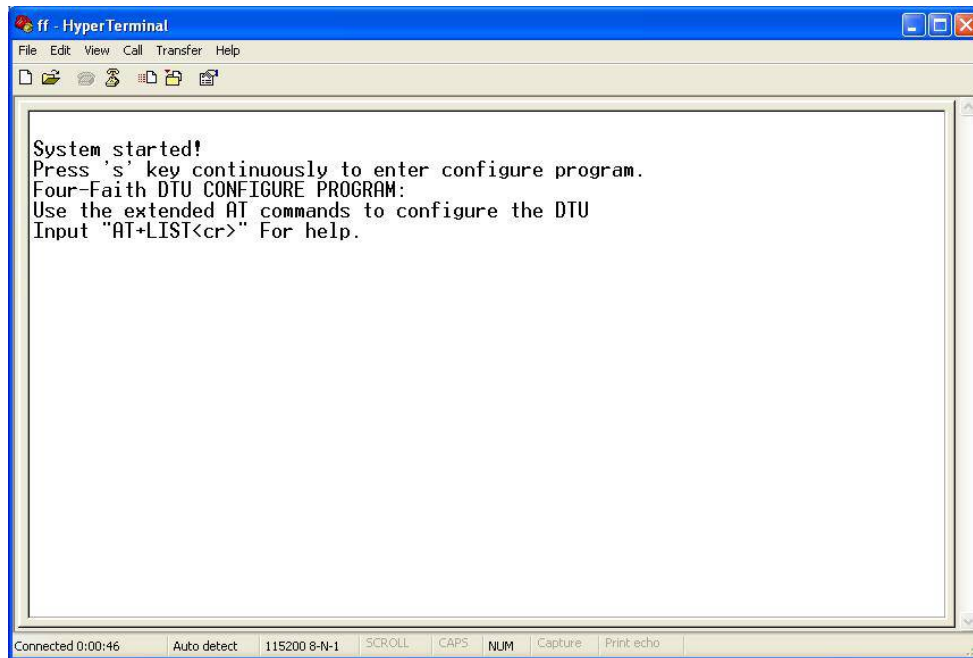 ff - HyperTerminal
File Edit View Call Transfer Help
System started!
Press 's' key continuously to enter configure program.
Four-Faith DTU CONFIGURE PROGRAM:
Use the extended AT commands to configure the DTU
Input "AT+LIST<cr>" For help.
Connected 0:00:46 Auto detect 115200 8-N-1 SCROLL CAPS NUM Capture Print echo